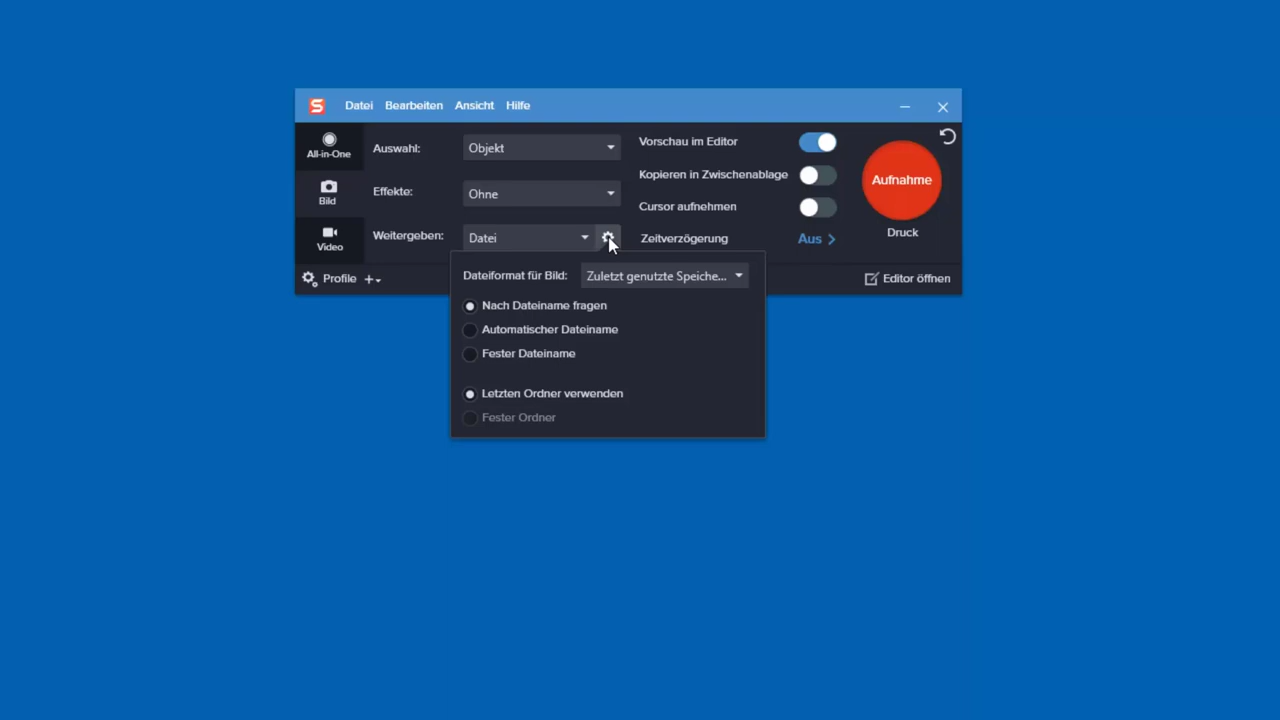 Datei Bearbeiten Ansicht Hilfe
All-in-One
Bild
Video
Auswahl: Objekt
Effekte: Ohne
Weitergeben: Datei
Vorschau im Editor
Kopieren in Zwischenablage
Cursor aufnehmen
Zeitverzögerung Aus
Aufnahme
Druck
Profile
Editor öffnen
Dateiformat für Bild: Zuletzt genutzte Speiche...
Nach Dateiname fragen
Automatischer Dateiname
Fester Dateiname
Letzten Ordner verwenden
Fester Ordner